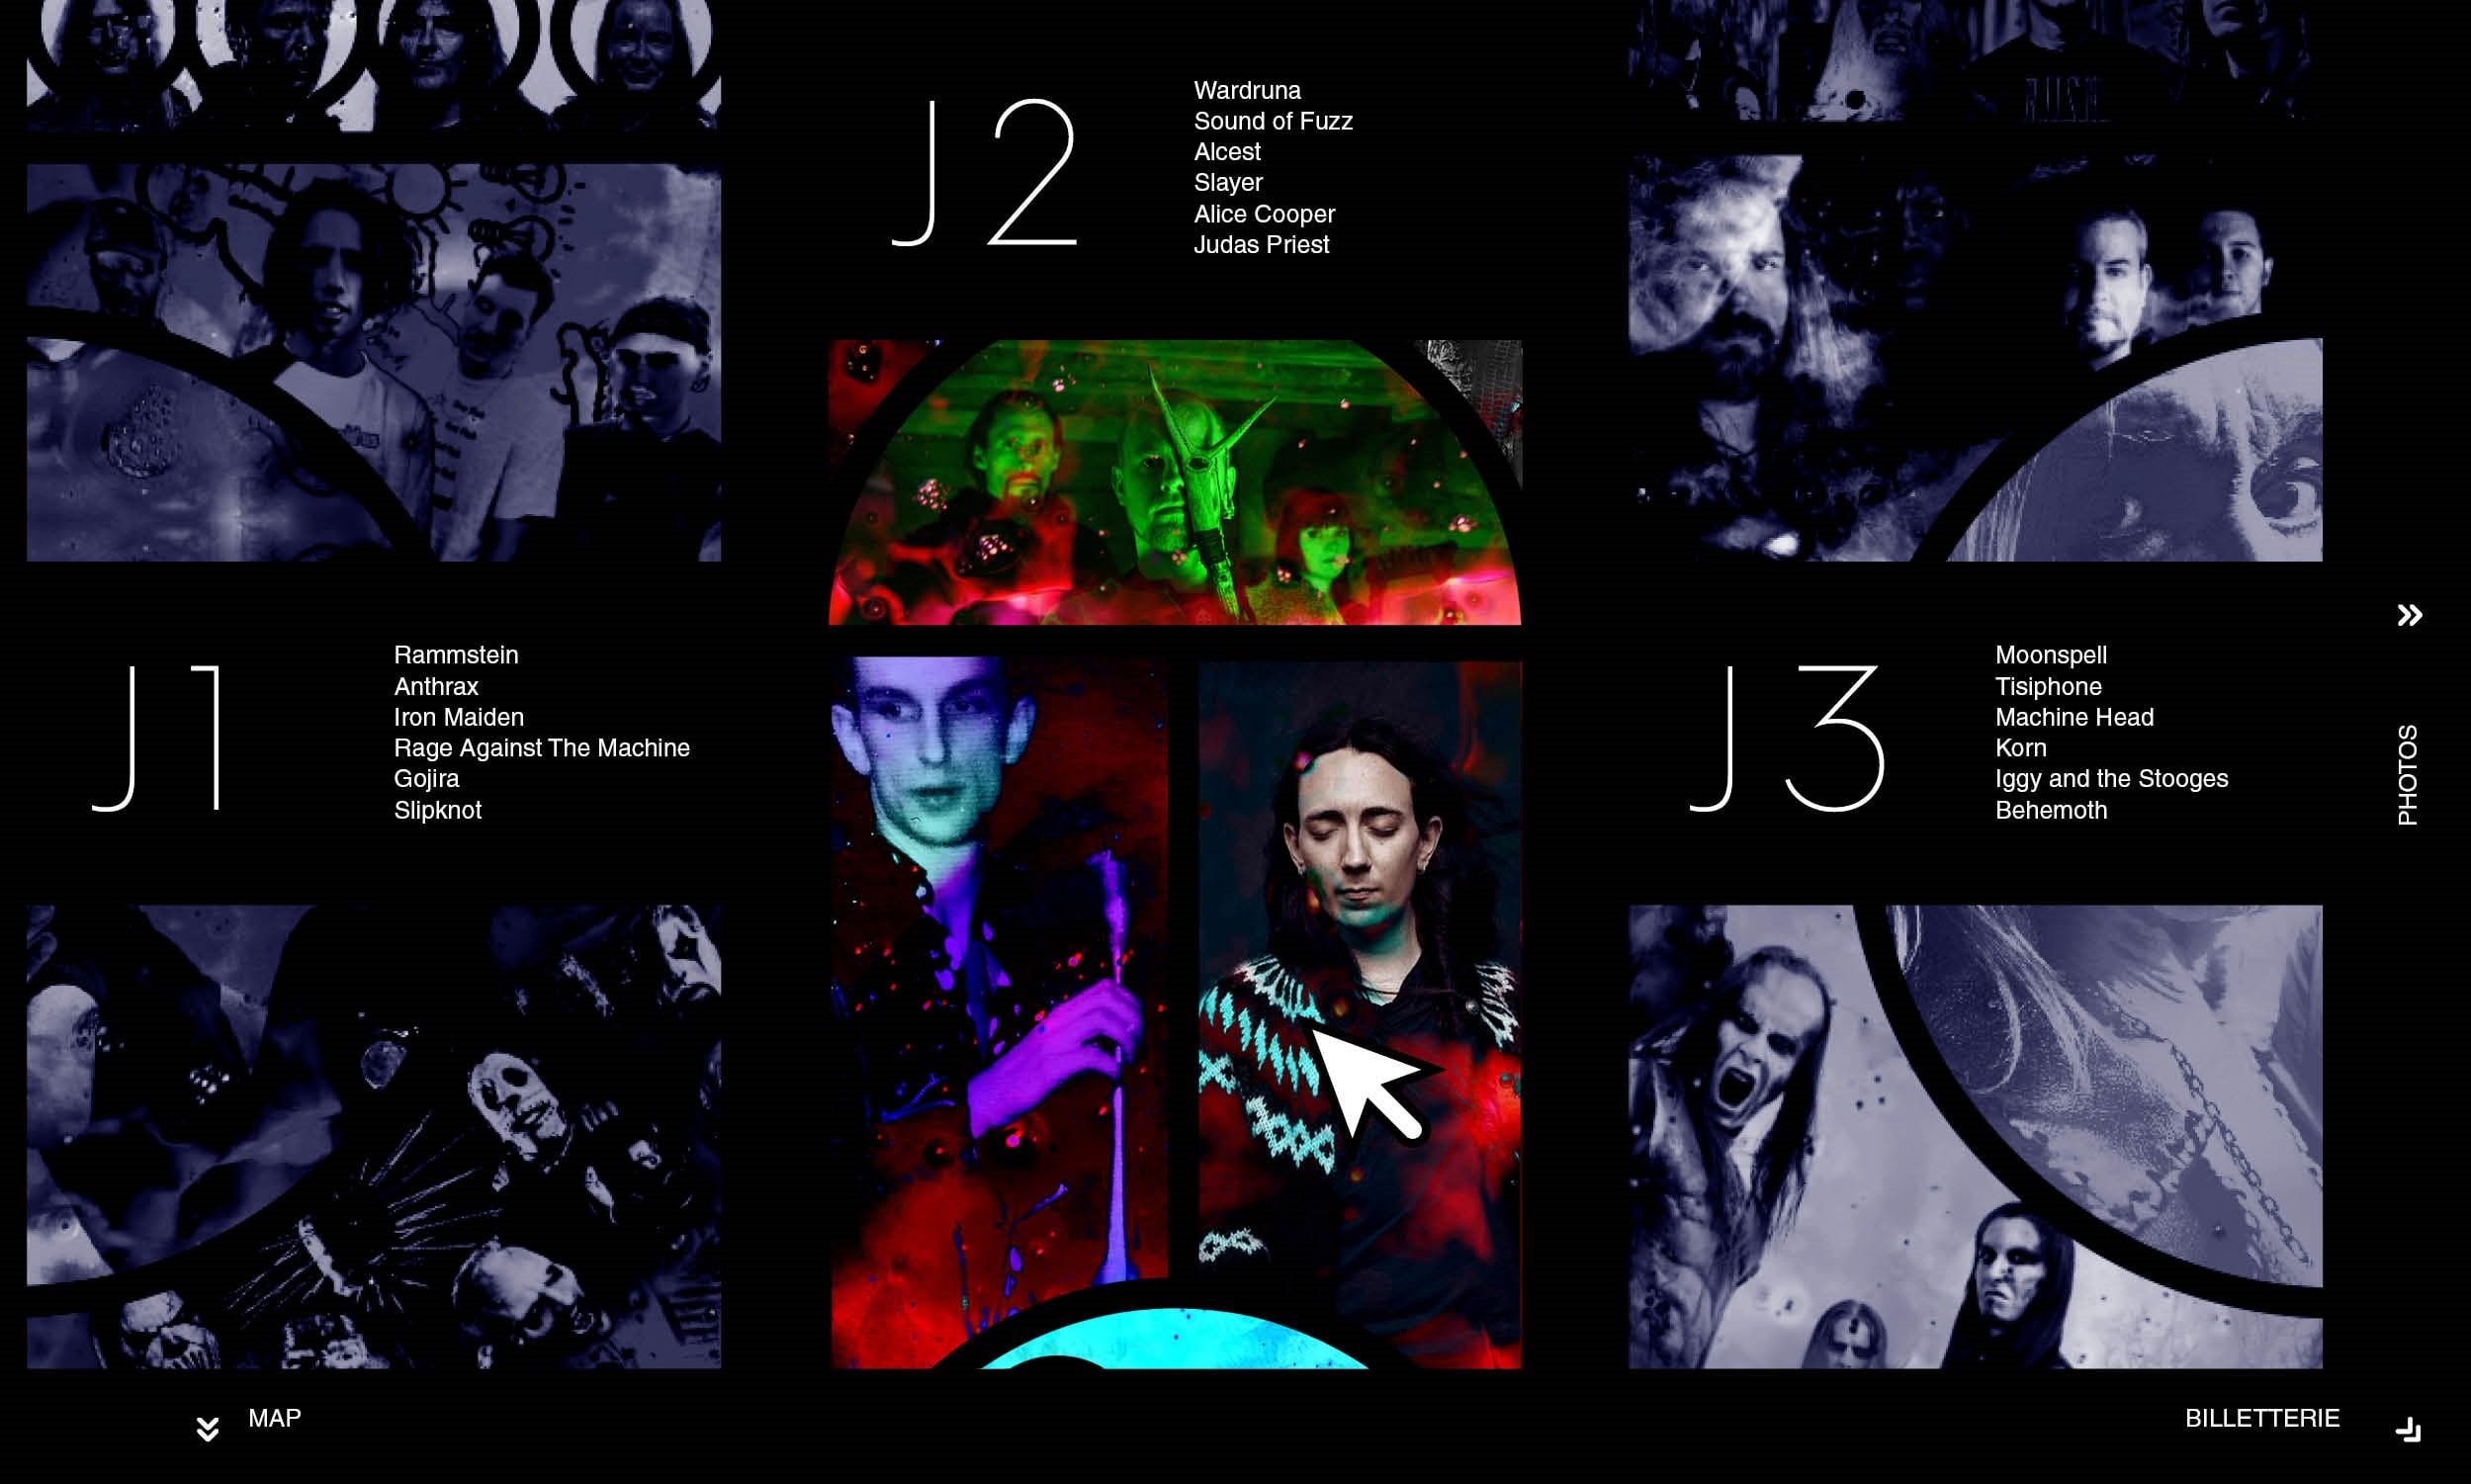 J2
Wardruna
Sound of Fuzz
Alcest
Slayer
Alice Cooper
Judas Priest
J1
Rammstein
Anthrax
Iron Maiden
Rage Against The Machine
Gojira
Slipknot
J3
Moonspell
Tisiphone
Machine Head
Korn
Iggy and the Stooges
Behemoth
PHOTOS
MAP
BILLETTERIE